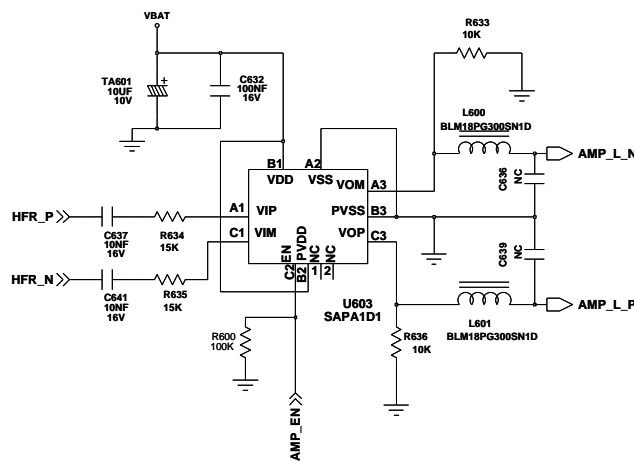 VBAT
R633
10K
TA601
10UF
10V
C632
100NF
16V
L600
BLM18PG300SN1D
AMP_L_N
B1
A2
VDD
VSS
VOM
A3
C636
NC
HFR_P
A1
VIP
PVSS
B3
C637
10NF
16V
R634
15K
C1
VIM
VOP
C3
EN
PVDD
NC
NC
C2
B2
1
2
C639
NC
HFR_N
C641
10NF
16V
R635
15K
U603
SAPA1D1
AMP_L_P
L601
BLM18PG300SN1D
R600
100K
R636
10K
AMP_EN